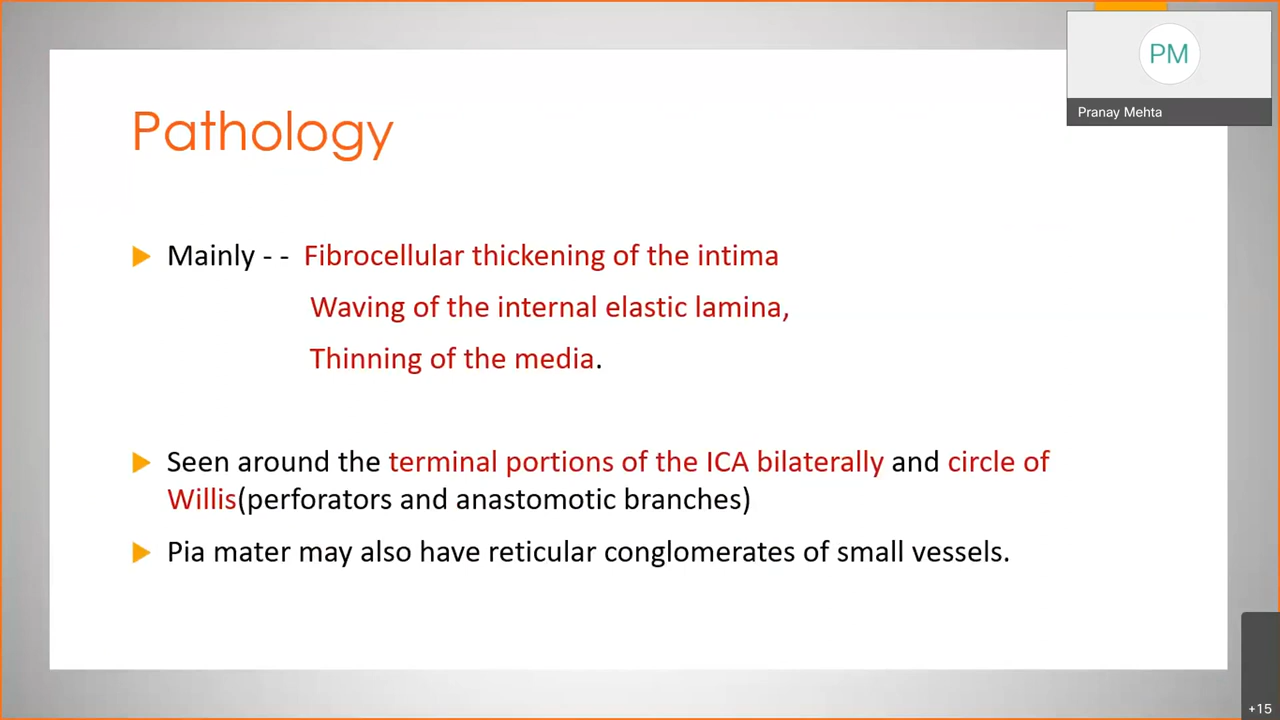 PM
Pranay Mehta
Pathology
Mainly - - Fibrocellular thickening of the intima
Waving of the internal elastic lamina,
Thinning of the media.
Seen around the terminal portions of the ICA bilaterally and circle of
Willis(perforators and anastomotic branches)
Pia mater may also have reticular conglomerates of small vessels.
+15